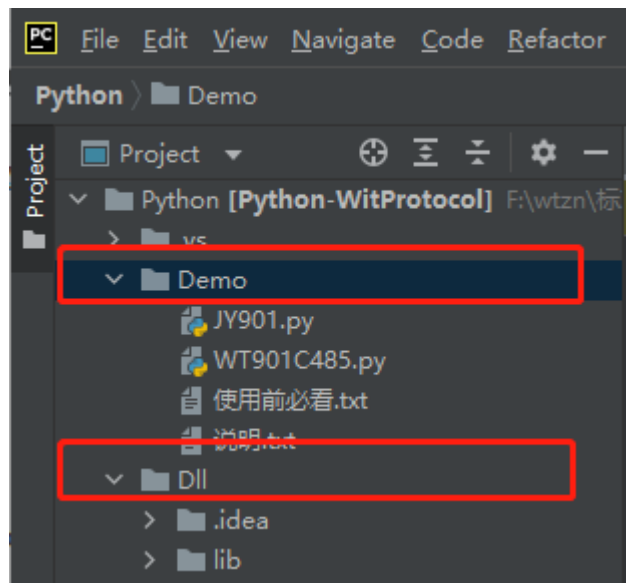 PC File Edit View Navigate Code Refactor
Python Demo
Project
Project
Python [Python-WitProtocol] F:\wtzn\标
vs
Demo
JY901.py
WT901C485.py
使用前必看.txt
说明.txt
Dll
.idea
lib